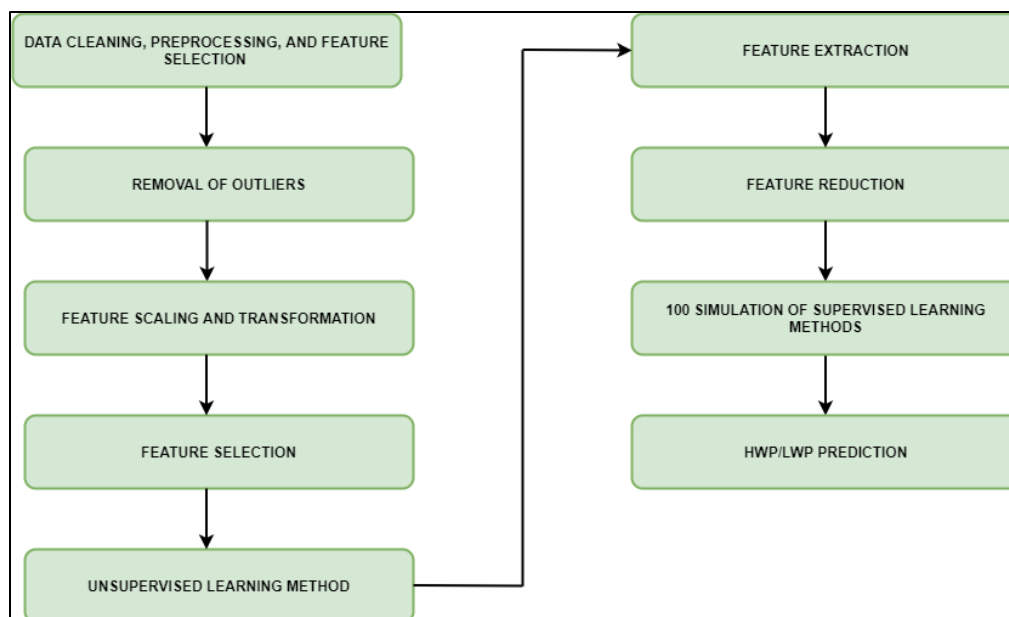 DATA CLEANING, PREPROCESSING, AND FEATURE
SELECTION
REMOVAL OF OUTLIERS
FEATURE SCALING AND TRANSFORMATION
FEATURE SELECTION
UNSUPERVISED LEARNING METHOD
FEATURE EXTRACTION
FEATURE REDUCTION
100 SIMULATION OF SUPERVISED LEARNING
METHODS
HWP/LWP PREDICTION